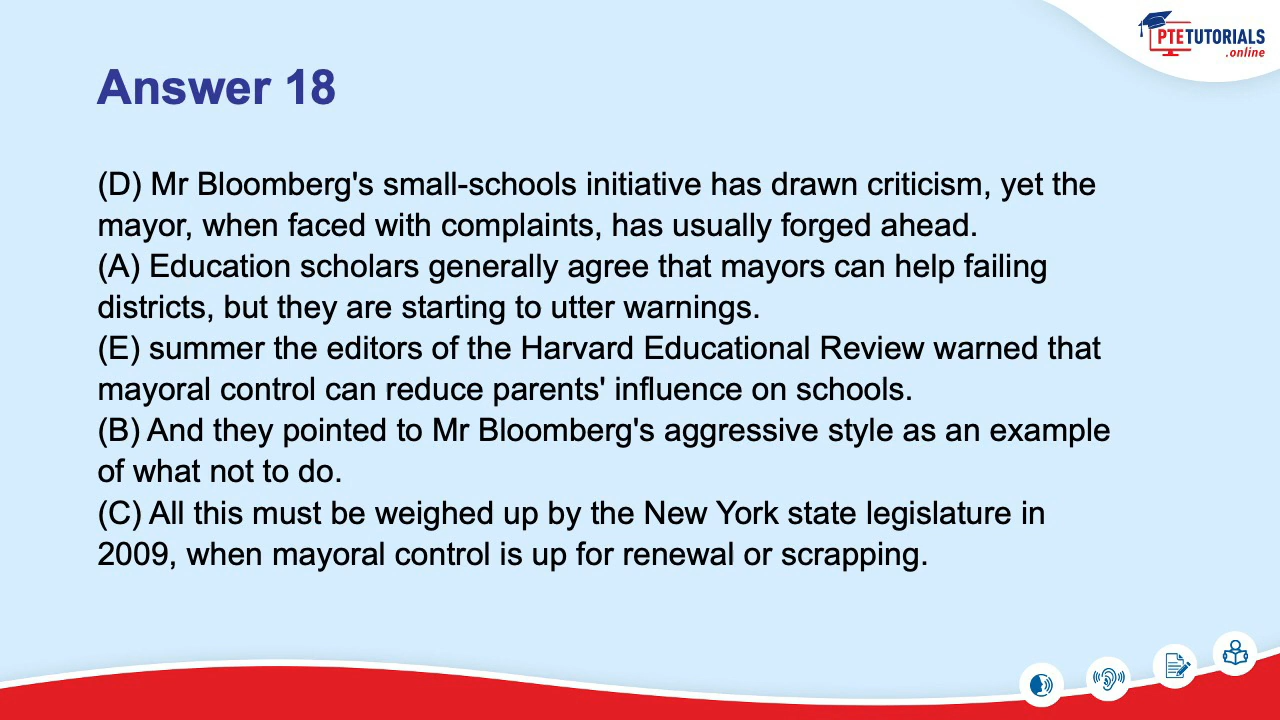 PTETUTORIALS
.online
Answer 18
(D) Mr Bloomberg's small-schools initiative has drawn criticism, yet the
mayor, when faced with complaints, has usually forged ahead.
(A) Education scholars generally agree that mayors can help failing
districts, but they are starting to utter warnings.
(E) summer the editors of the Harvard Educational Review warned that
mayoral control can reduce parents' influence on schools.
(B) And they pointed to Mr Bloomberg's aggressive style as an example
of what not to do.
(C) All this must be weighed up by the New York state legislature in
2009, when mayoral control is up for renewal or scrapping.